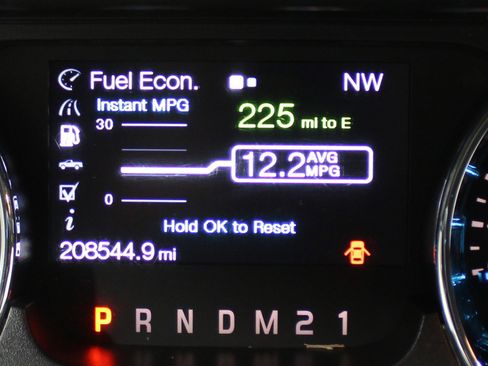 Fuel Econ. NW
Instant MPG
30
225 mi to E
12.2 AVG MPG
0
Hold OK to Reset
208544.9 mi
P R N D M 2 1